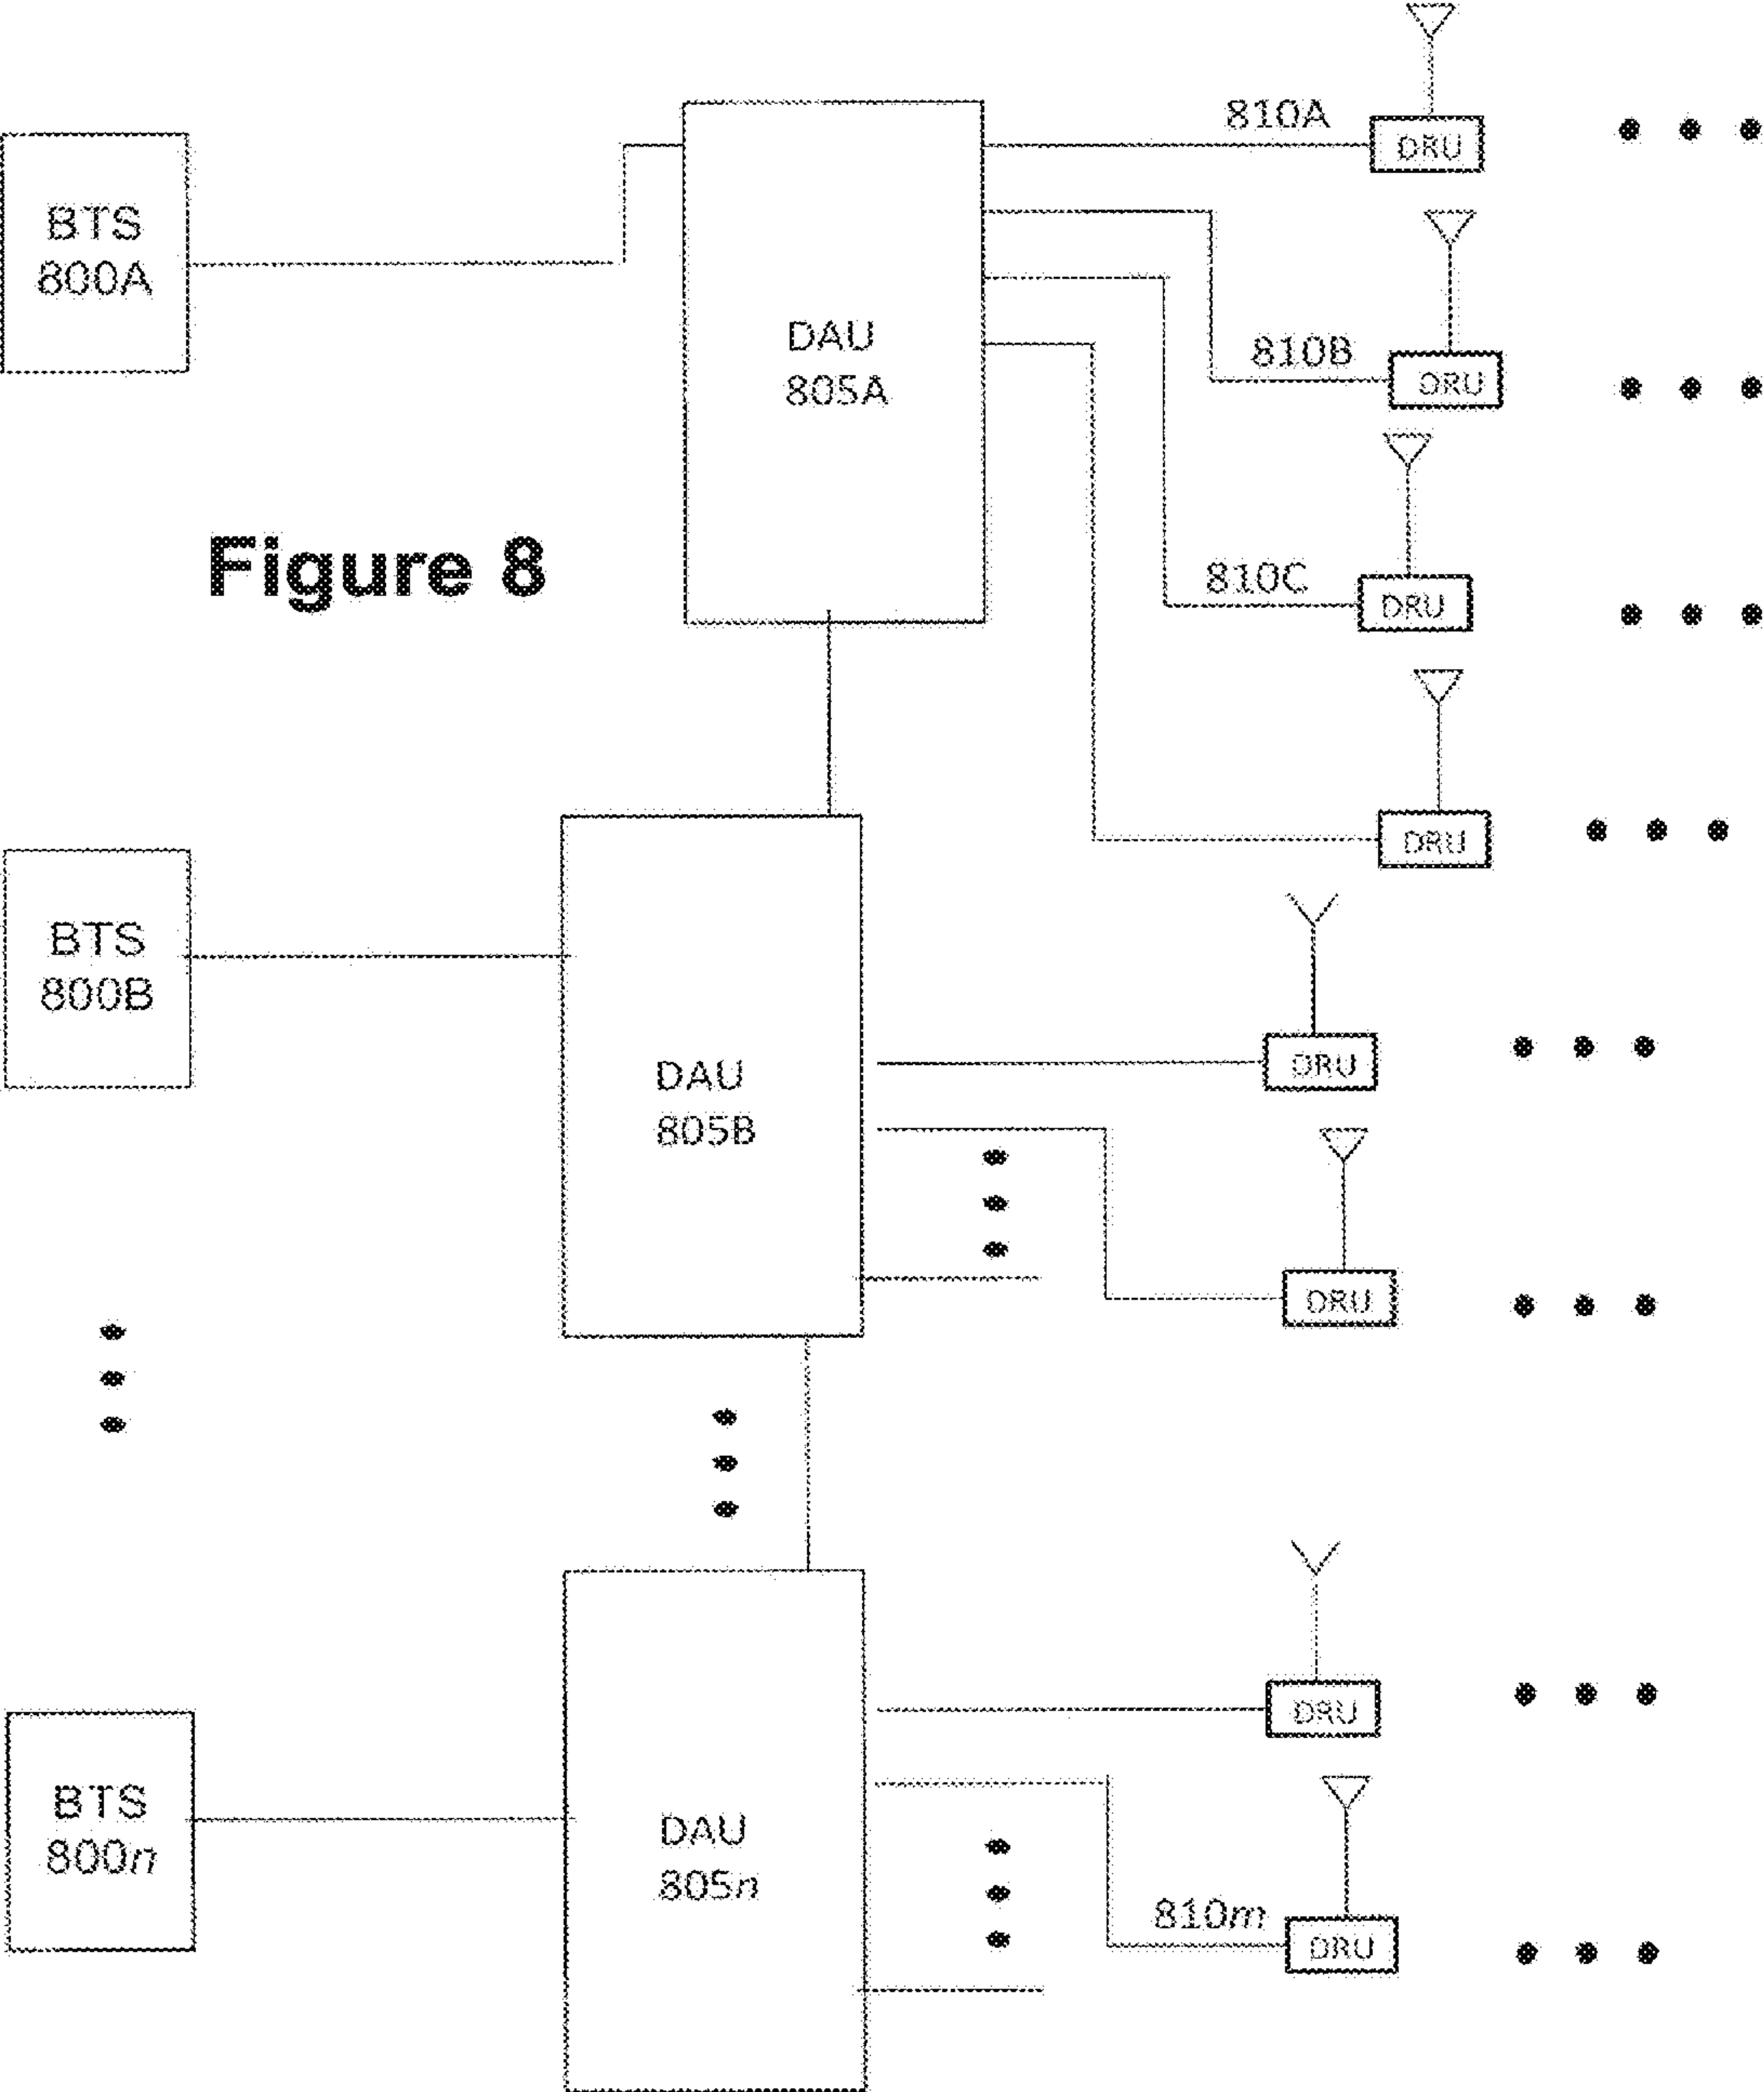 810A
DRU
BTS
800A
DAU
805A
810B
DRU
Figure 8
810C
DRU
DRU
BTS
800B
DAU
805B
DRU
DRU
DRU
BTS
800n
DAU
805n
810m
DRU